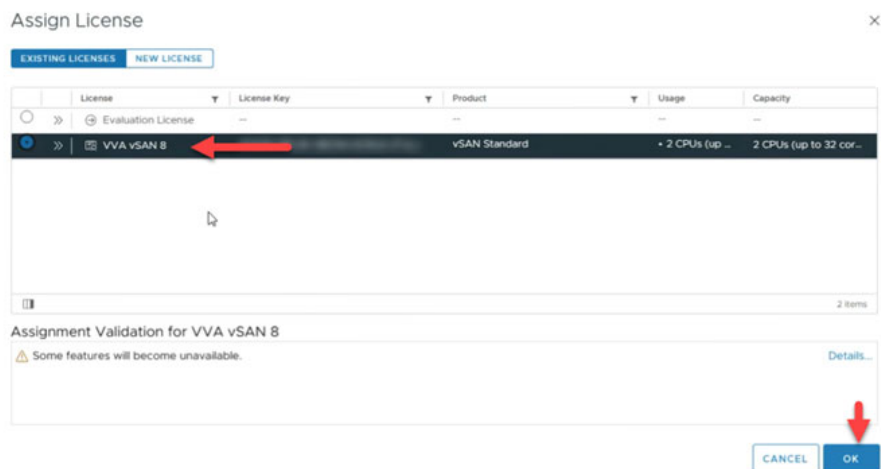 Assign License
EXISTING LICENSES NEW LICENSE
License License Key Product Usage Capacity
Evaluation License -- -- -- --
VVA vSAN 8 vSAN Standard • 2 CPUs (up ... 2 CPUs (up to 32 cor...
2 items
Assignment Validation for VVA vSAN 8
Some features will become unavailable. Details...
CANCEL OK